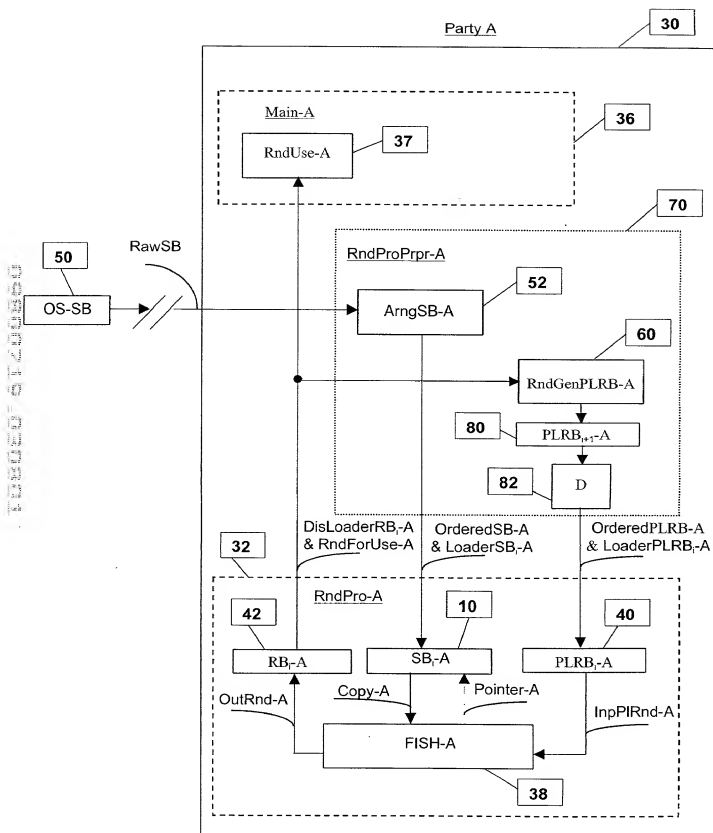 Party A
30
Main-A
36
RndUse-A
37
70
RawSB
50
RndProPrpr-A
52
OS-SB
ArngSB-A
60
RndGenPLRB-A
80
PLRBᵢ₊₁-A
82
D
DisLoaderRBᵢ-A
& RndForUse-A
OrderedSB-A
& LoaderSBᵢ-A
OrderedPLRB-A
& LoaderPLRBᵢ-A
32
RndPro-A
42
10
40
RBᵢ-A
SBᵢ-A
PLRBᵢ-A
Copy-A
Pointer-A
OutRnd-A
InpPlRnd-A
FISH-A
38